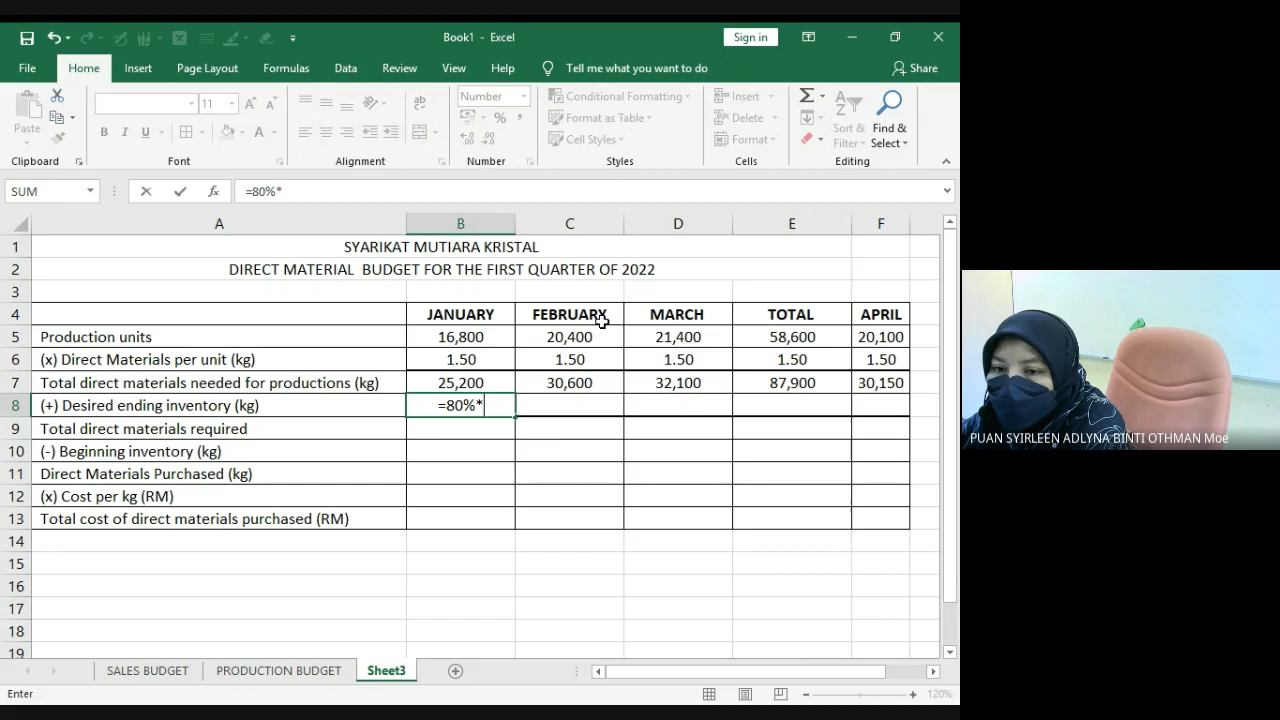 Book1 - Excel
Sign in
File Home Insert Page Layout Formulas Data Review View Help Tell me what you want to do Share
Paste
11
B I U
ab
Number
% ,
Conditional Formatting
Format as Table
Cell Styles
Insert
Delete
Format
Sort & Filter
Find & Select
Clipboard Font Alignment Number Styles Cells Editing
SUM =80%*
A B C D E F
1 SYARIKAT MUTIARA KRISTAL
2 DIRECT MATERIAL BUDGET FOR THE FIRST QUARTER OF 2022
3
4 JANUARY FEBRUARY MARCH TOTAL APRIL
5 Production units 16,800 20,400 21,400 58,600 20,100
6 (x) Direct Materials per unit (kg) 1.50 1.50 1.50 1.50 1.50
7 Total direct materials needed for productions (kg) 25,200 30,600 32,100 87,900 30,150
8 (+) Desired ending inventory (kg) =80%*
9 Total direct materials required
10 (-) Beginning inventory (kg)
11 Direct Materials Purchased (kg)
12 (x) Cost per kg (RM)
13 Total cost of direct materials purchased (RM)
14
15
16
17
18
19
SALES BUDGET PRODUCTION BUDGET Sheet3
Enter 120%
PUAN SYIRLEEN ADLYNA BINTI OTHMAN Moe